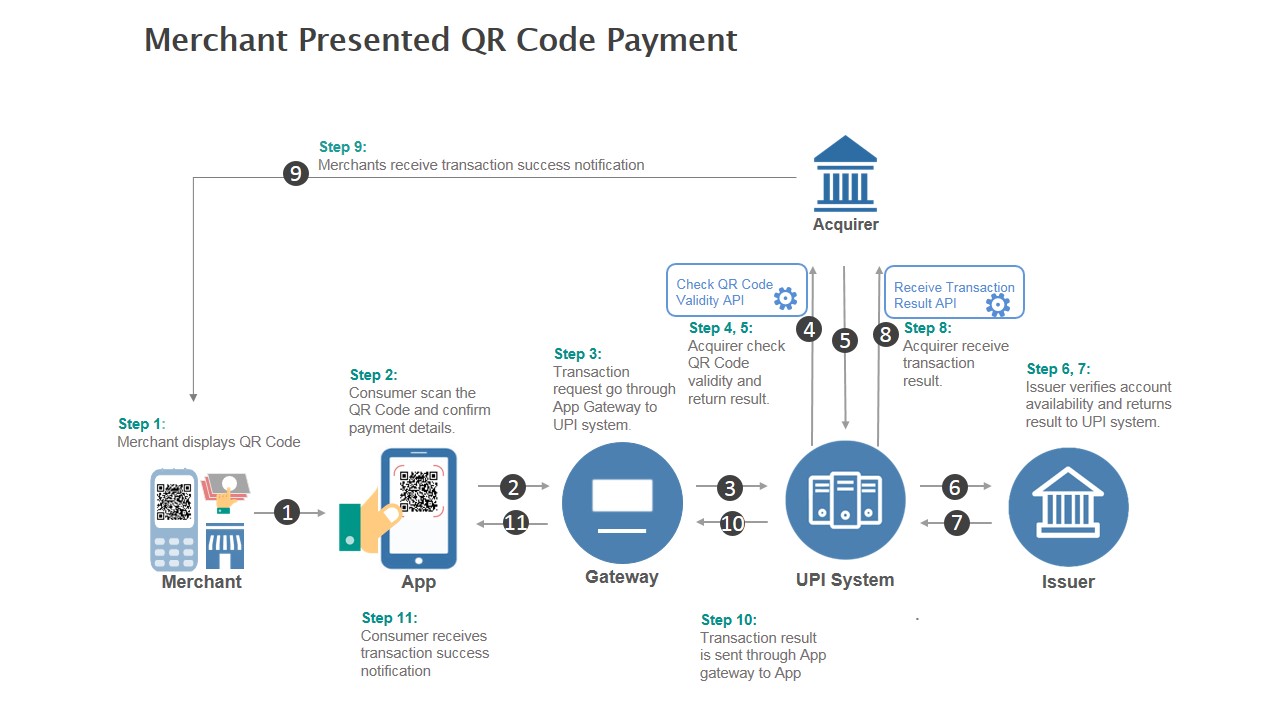 Merchant Presented QR Code Payment
Step 9:
Merchants receive transaction success notification
9
Acquirer
Check QR Code
Validity API
Receive Transaction
Result API
4
5
8
Step 4, 5:
Acquirer check
QR Code
validity and
return result.
Step 8:
Acquirer receive
transaction
result.
Step 6, 7:
Issuer verifies account
availability and returns
result to UPI system.
Step 3:
Transaction
request go through
App Gateway to
UPI system.
Step 2:
Consumer scan the
QR Code and confirm
payment details.
Step 1:
Merchant displays QR Code
1
2
11
3
10
6
7
Merchant
App
Gateway
UPI System
Issuer
Step 11:
Consumer receives
transaction success
notification
Step 10:
Transaction result
is sent through App
gateway to App